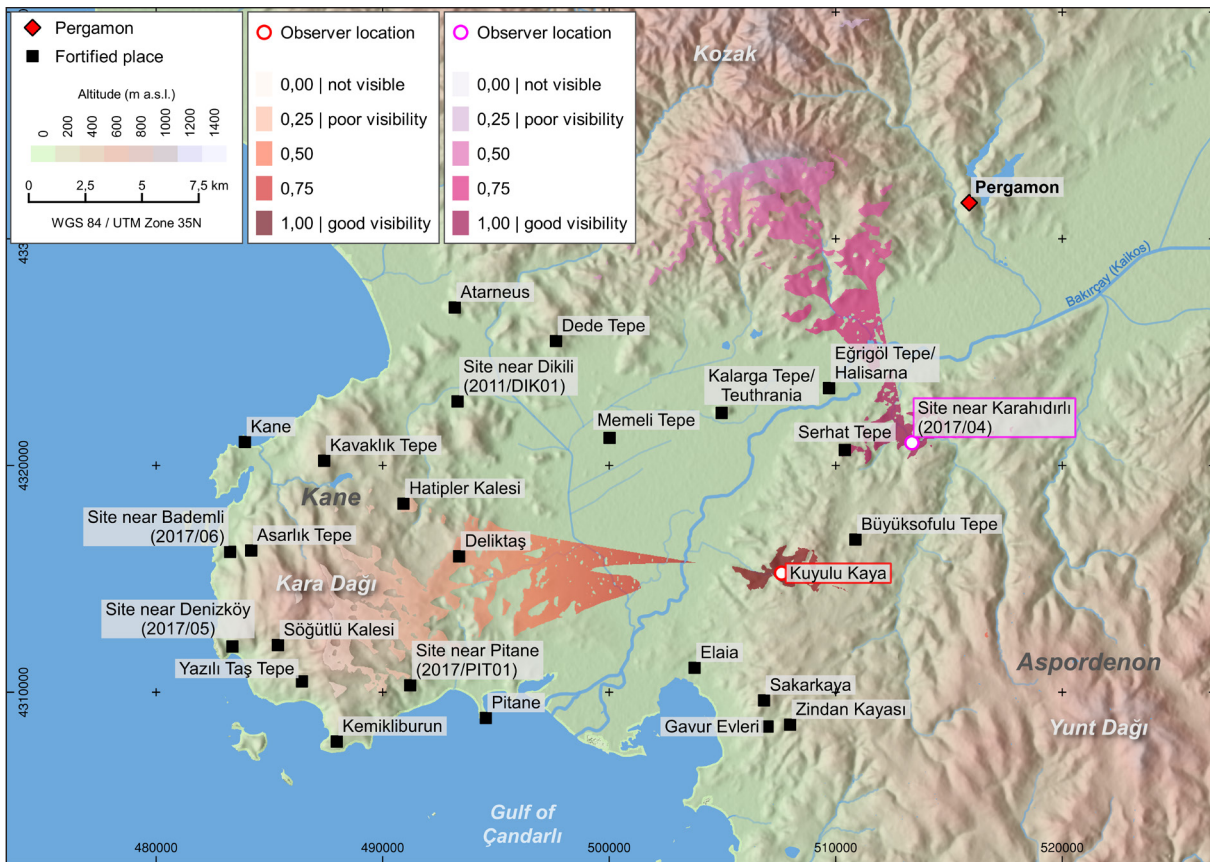 Pergamon
Fortified place
Altitude (m a.s.l.)
0 200 400 600 800 1000 1200 1400
0 2,5 5 7,5 km
WGS 84 / UTM Zone 35N
Observer location
0,00 | not visible
0,25 | poor visibility
0,50
0,75
1,00 | good visibility
Observer location
0,00 | not visible
0,25 | poor visibility
0,50
0,75
1,00 | good visibility
Kozak
Pergamon
Bakırçay (Kaikos)
Atarneus
Dede Tepe
Site near Dikili
(2011/DIK01)
Kalarga Tepe/
Teuthrania
Eğrigöl Tepe/
Halisarna
Site near Karahıdırlı
(2017/04)
Memeli Tepe
Serhat Tepe
Kane
Kavaklık Tepe
Kane
Hatipler Kalesi
Site near Bademli
(2017/06)
Asarlık Tepe
Deliktaş
Büyüksofulu Tepe
Kuyulu Kaya
Kara Dağı
Site near Denizköy
(2017/05)
Söğütlü Kalesi
Site near Pitane
(2017/PIT01)
Yazılı Taş Tepe
Elaia
Aspordenon
Sakarkaya
Pitane
Zindan Kayası
Gavur Evleri
Kemikliburun
Yunt Dağı
Gulf of
Çandarlı
4320000
4310000
480000
490000
500000
510000
520000